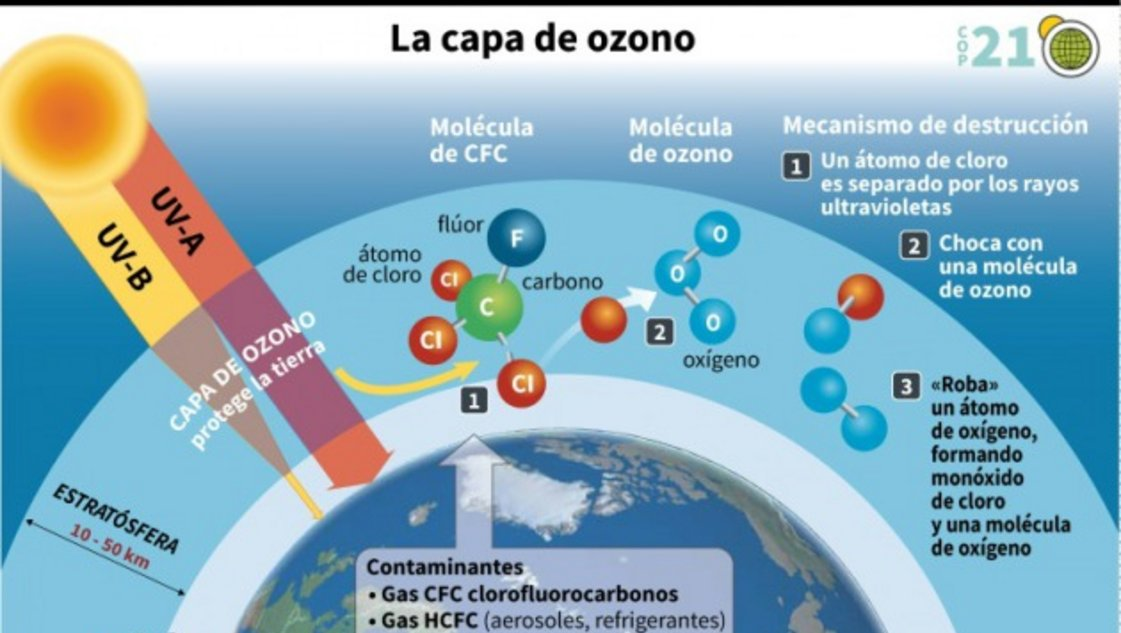 La capa de ozono
COP
21
Molécula
de CFC
Molécula
de ozono
Mecanismo de destrucción
1 Un átomo de cloro
es separado por los rayos
ultravioletas
2 Choca con
una molécula
de ozono
3 «Roba»
un átomo
de oxígeno,
formando
monóxido
de cloro
y una molécula
de oxígeno
UV-A
UV-B
CAPA DE OZONO
protege la tierra
flúor
F
átomo
de cloro
Cl
carbono
C
Cl
Cl
1
2
O
O
O
oxígeno
ESTRATÓSFERA
10 - 50 km
Contaminantes
• Gas CFC clorofluorocarbonos
• Gas HCFC (aerosoles, refrigerantes)